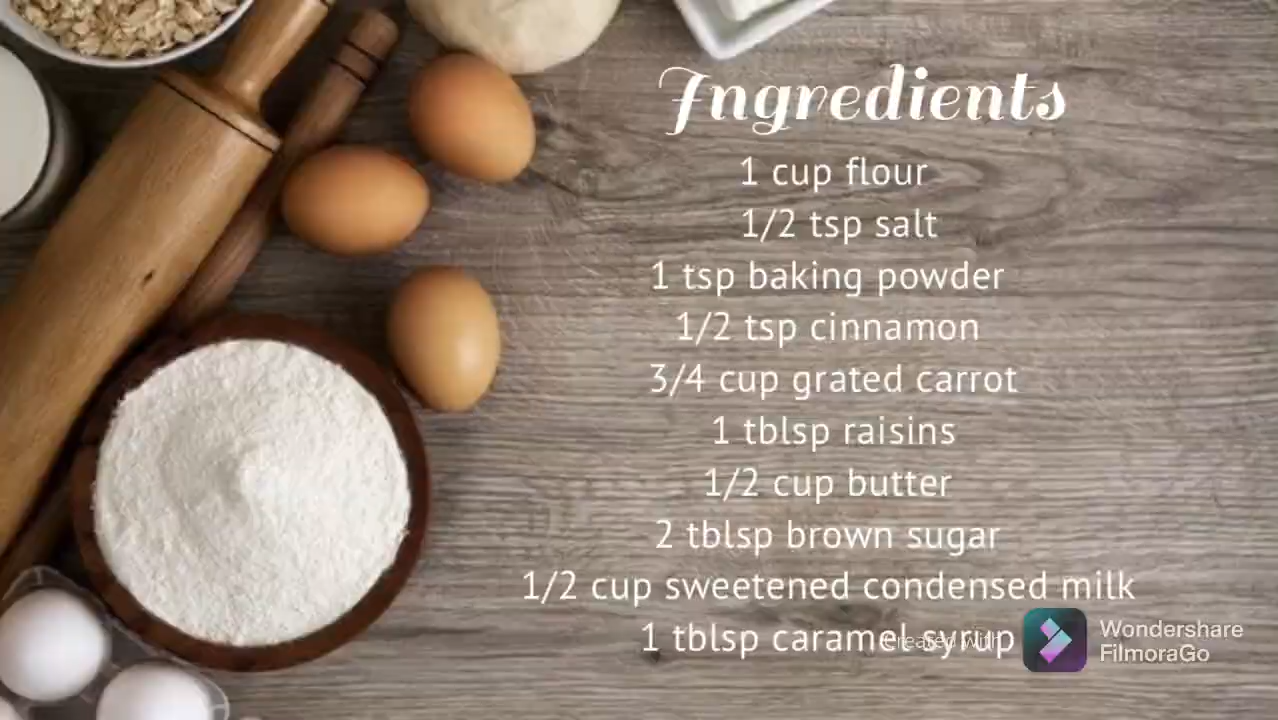 Ingredients
1 cup flour
1/2 tsp salt
1 tsp baking powder
1/2 tsp cinnamon
3/4 cup grated carrot
1 tblsp raisins
1/2 cup butter
2 tblsp brown sugar
1/2 cup sweetened condensed milk
1 tblsp caramel syrup
Created with
Wondershare
FilmoraGo